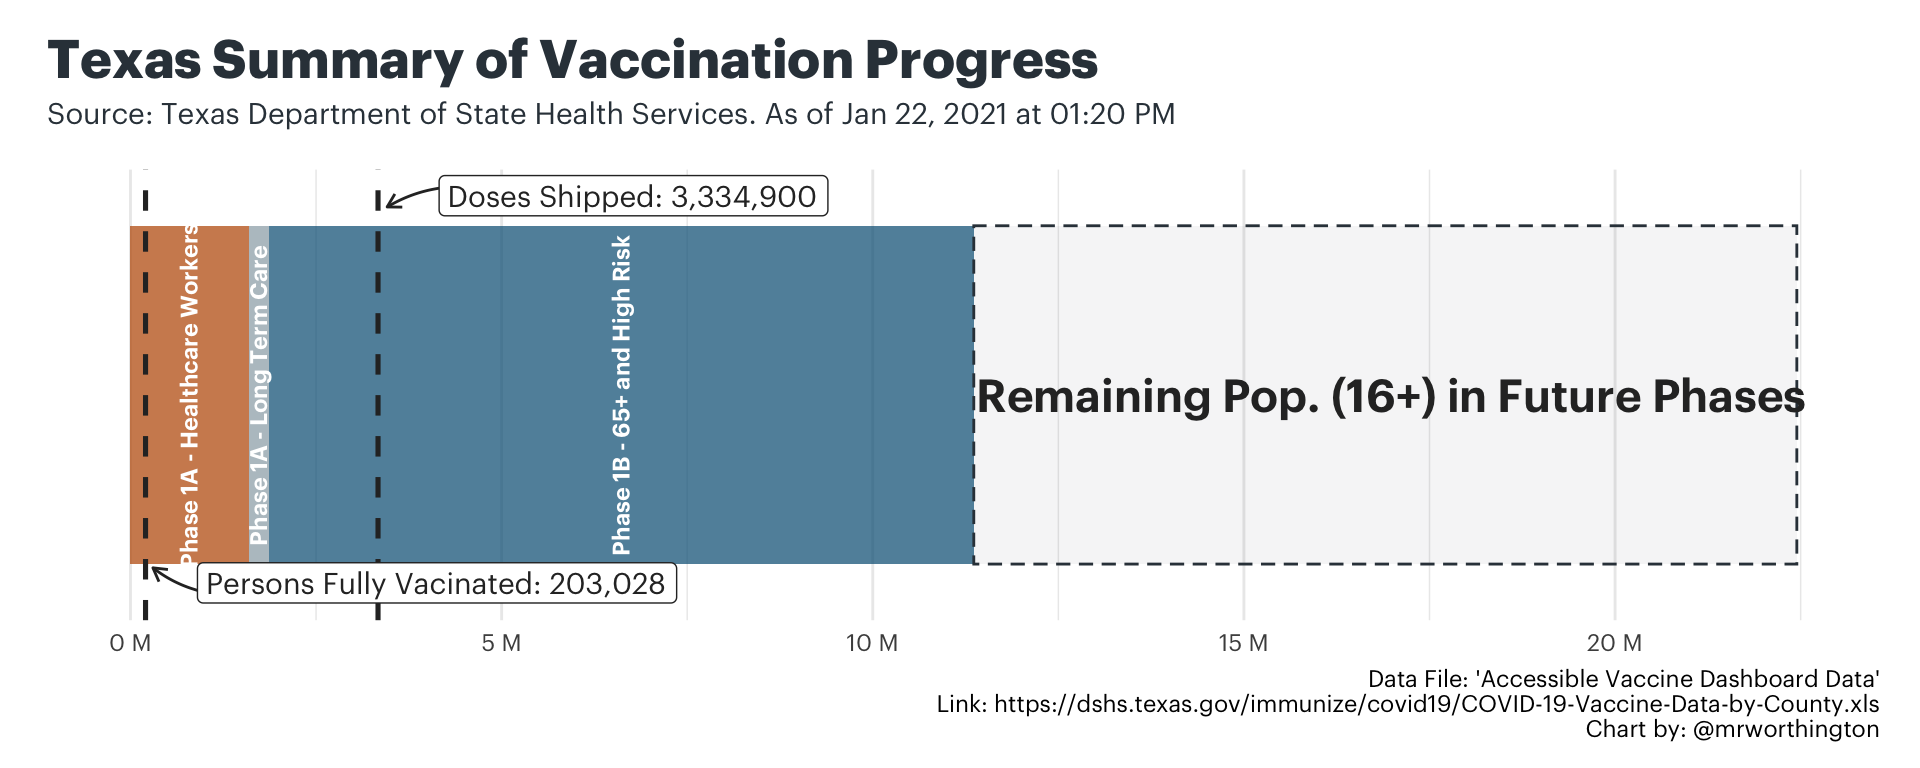 Texas Summary of Vaccination Progress
Source: Texas Department of State Health Services. As of Jan 22, 2021 at 01:20 PM
Doses Shipped: 3,334,900
Phase 1A - Healthcare Workers
Phase 1A - Long Term Care
Phase 1B - 65+ and High Risk
Remaining Pop. (16+) in Future Phases
Persons Fully Vacinated: 203,028
0 M
5 M
10 M
15 M
20 M
Data File: 'Accessible Vaccine Dashboard Data'
Link: https://dshs.texas.gov/immunize/covid19/COVID-19-Vaccine-Data-by-County.xls
Chart by: @mrworthington